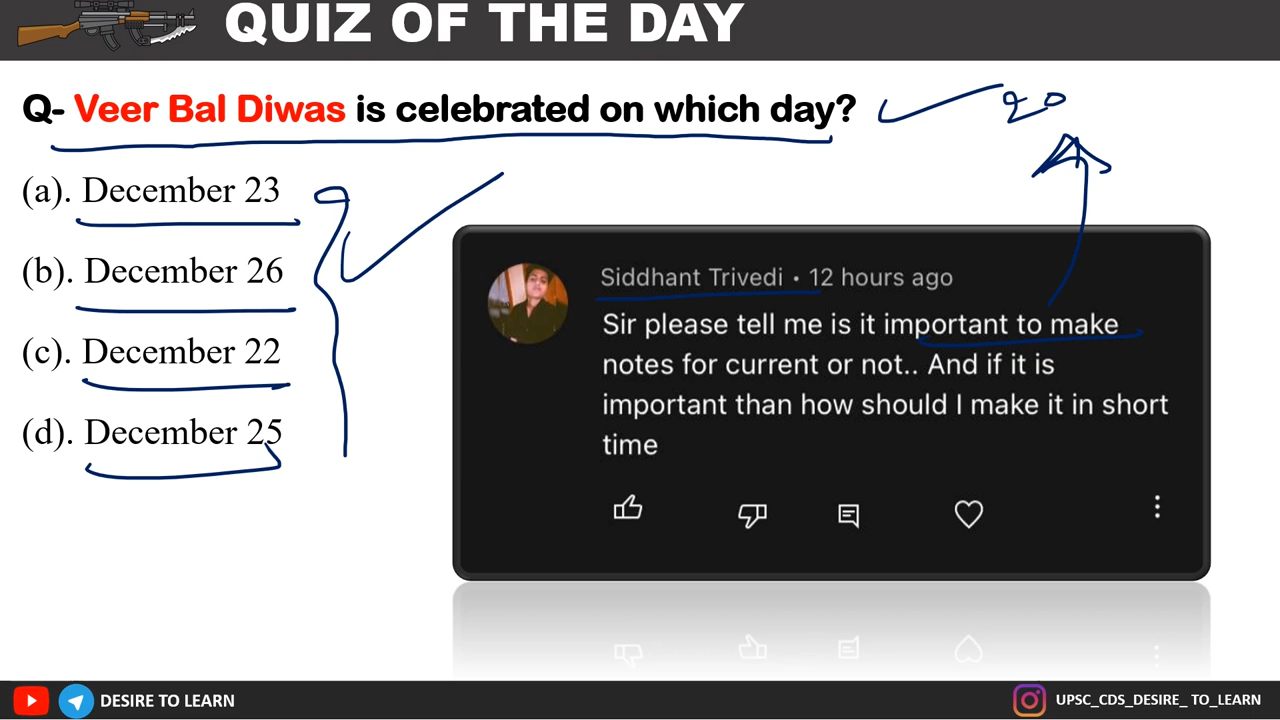 QUIZ OF THE DAY
Q- Veer Bal Diwas is celebrated on which day?
20
(a). December 23
(b). December 26
(c). December 22
(d). December 25
Siddhant Trivedi • 12 hours ago
Sir please tell me is it important to make
notes for current or not.. And if it is
important than how should I make it in short
time
DESIRE TO LEARN
UPSC_CDS_DESIRE_ TO_LEARN